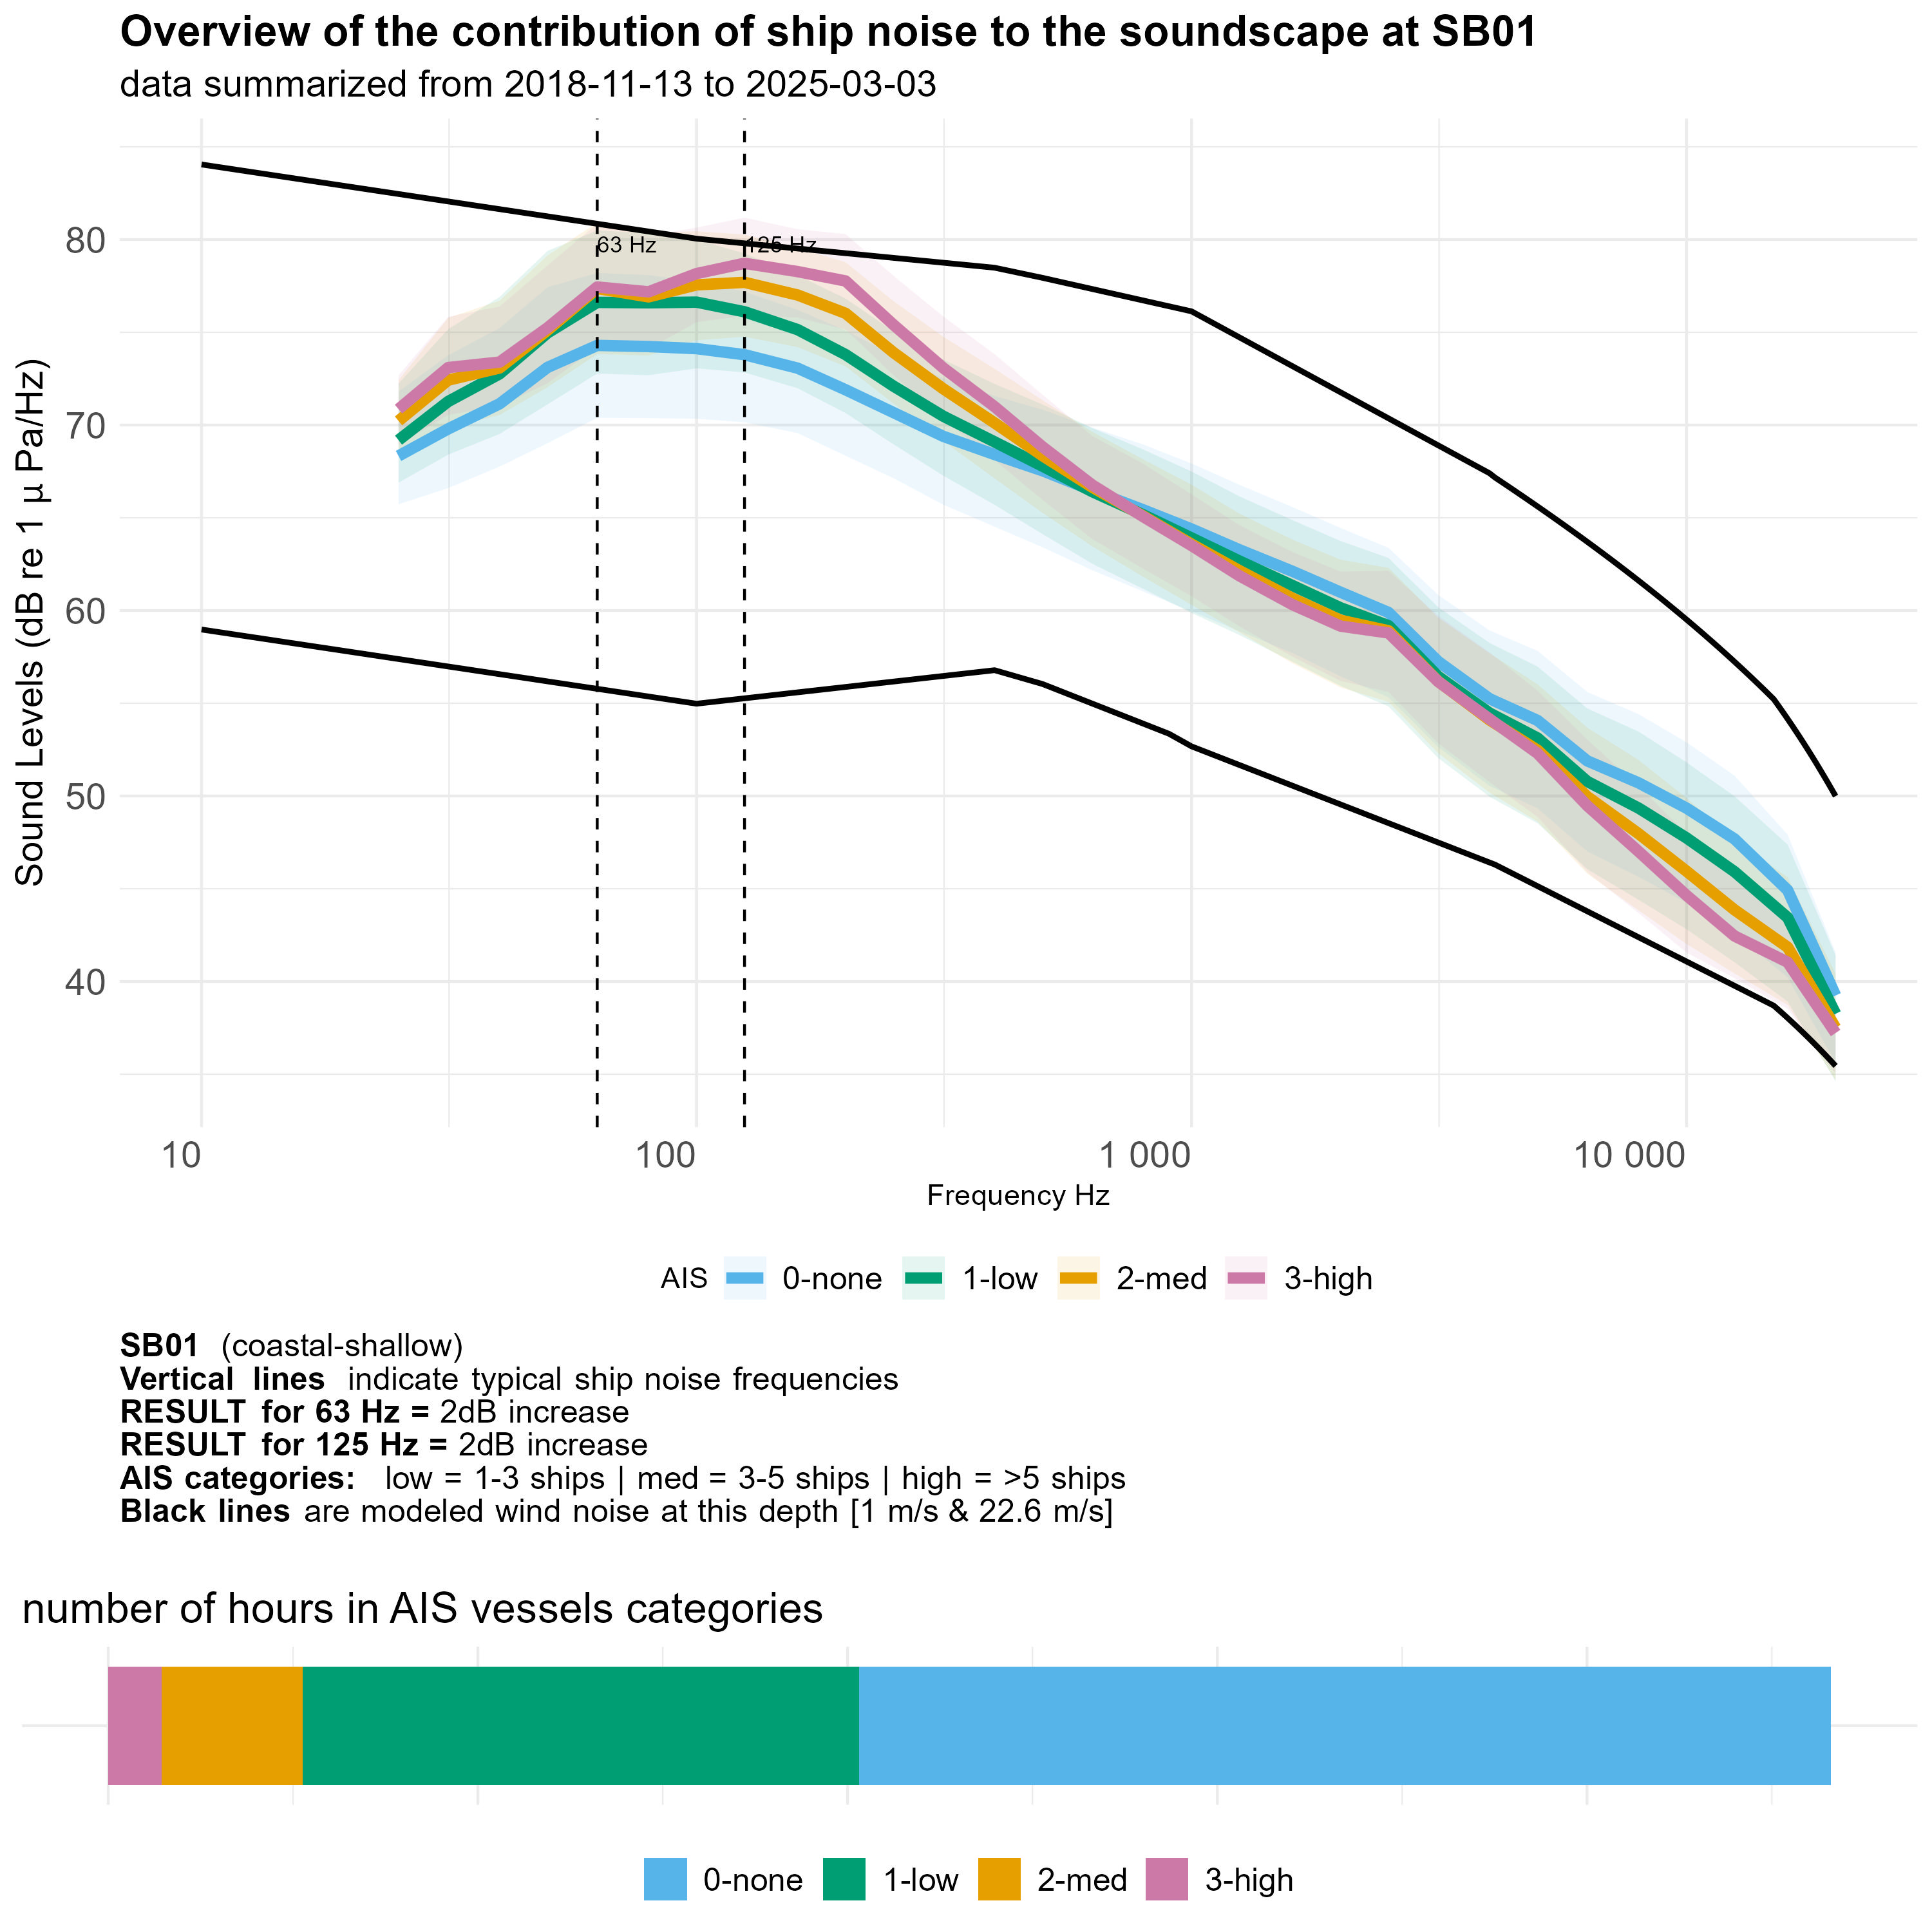 Overview of the contribution of ship noise to the soundscape at SB01
data summarized from 2018-11-13 to 2025-03-03
Sound Levels (dB re 1 µ Pa/Hz)
80
70
60
50
40
63 Hz
125 Hz
10
100
1 000
10 000
Frequency Hz
AIS 0-none 1-low 2-med 3-high
SB01 (coastal-shallow)
Vertical lines indicate typical ship noise frequencies
RESULT for 63 Hz = 2dB increase
RESULT for 125 Hz = 2dB increase
AIS categories: low = 1-3 ships | med = 3-5 ships | high = >5 ships
Black lines are modeled wind noise at this depth [1 m/s & 22.6 m/s]
number of hours in AIS vessels categories
0-none 1-low 2-med 3-high